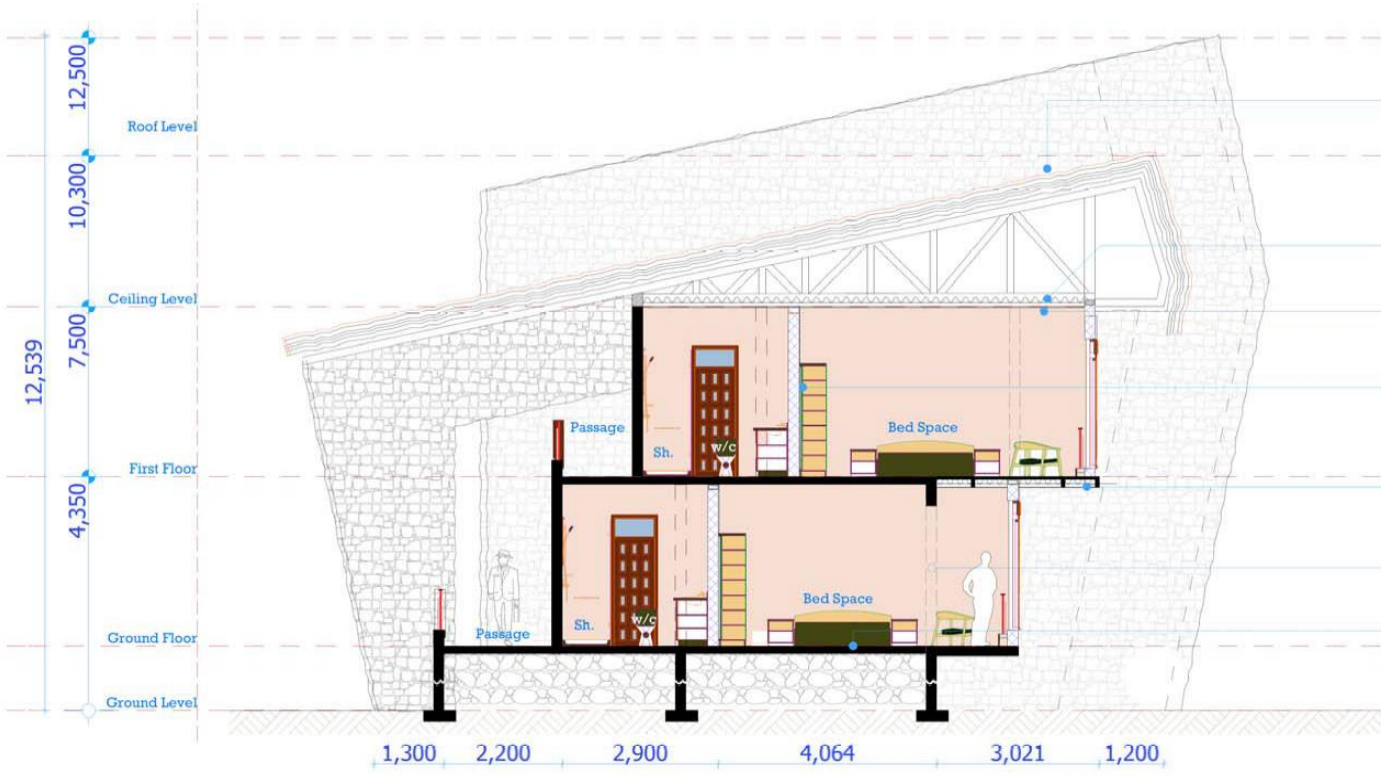 12,500
Roof Level
10,300
Ceiling Level
7,500
12,539
Passage
Sh.
w/c
Bed Space
First Floor
4,350
Bed Space
w/c
Sh.
Passage
Ground Floor
Ground Level
1,300 2,200 2,900 4,064 3,021 1,200